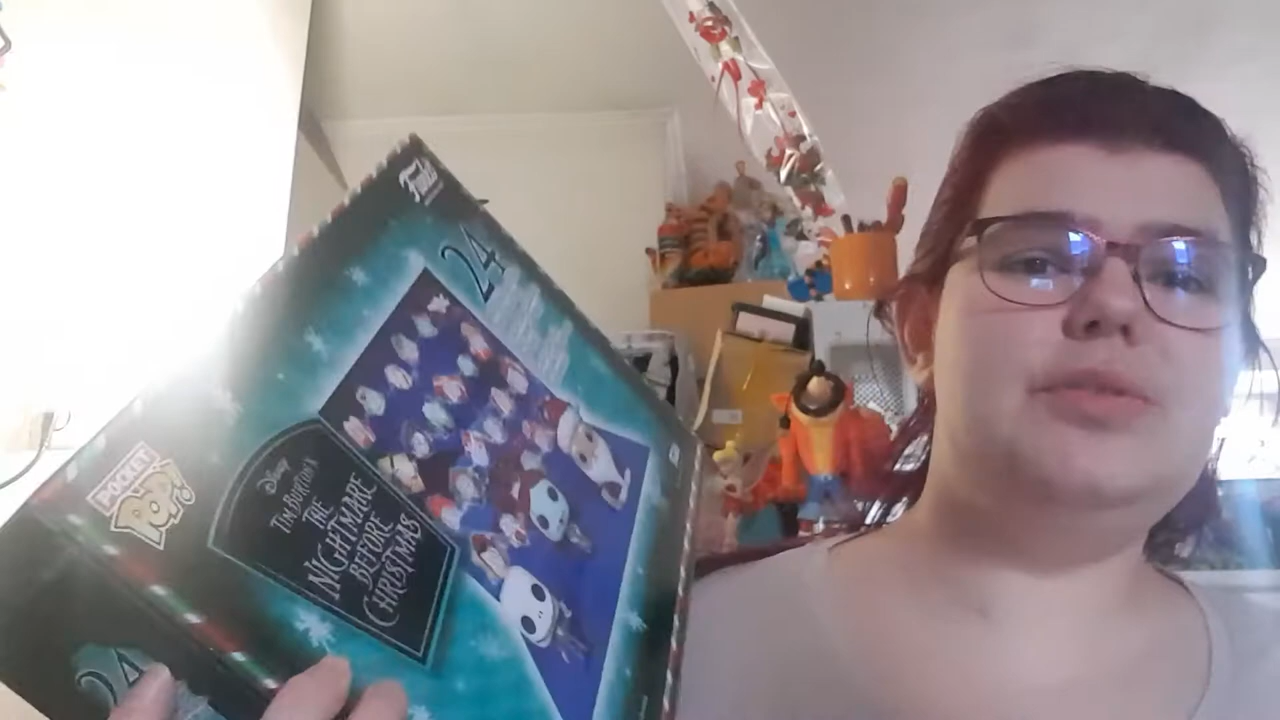 Funko
24
POCKET
POP!
Disney
TIM BURTON'S
THE
NIGHTMARE
BEFORE
CHRISTMAS
24